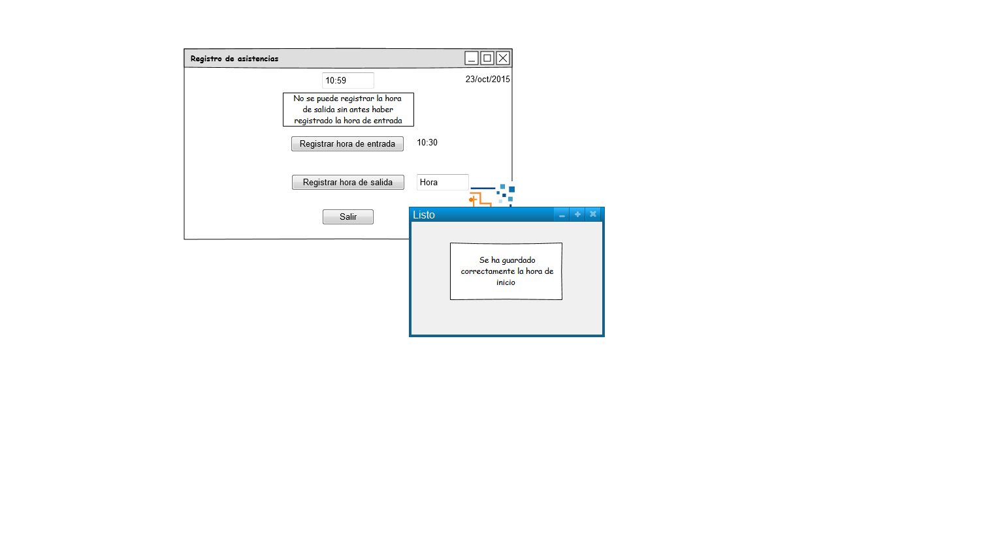 Registro de asistencias
10:59
23/oct/2015
No se puede registrar la hora
de salida sin antes haber
registrado la hora de entrada
Registrar hora de entrada
10:30
Registrar hora de salida
Hora
Salir
Listo
Se ha guardado
correctamente la hora de
inicio